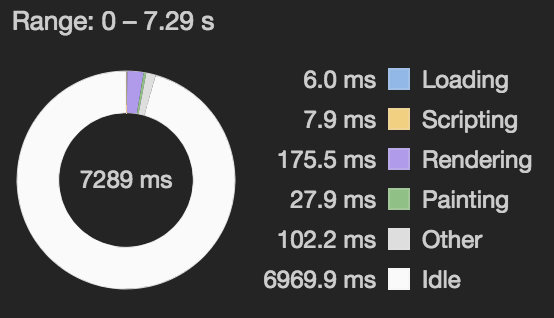 Range: 0 – 7.29 s
7289 ms
6.0 ms Loading
7.9 ms Scripting
175.5 ms Rendering
27.9 ms Painting
102.2 ms Other
6969.9 ms Idle